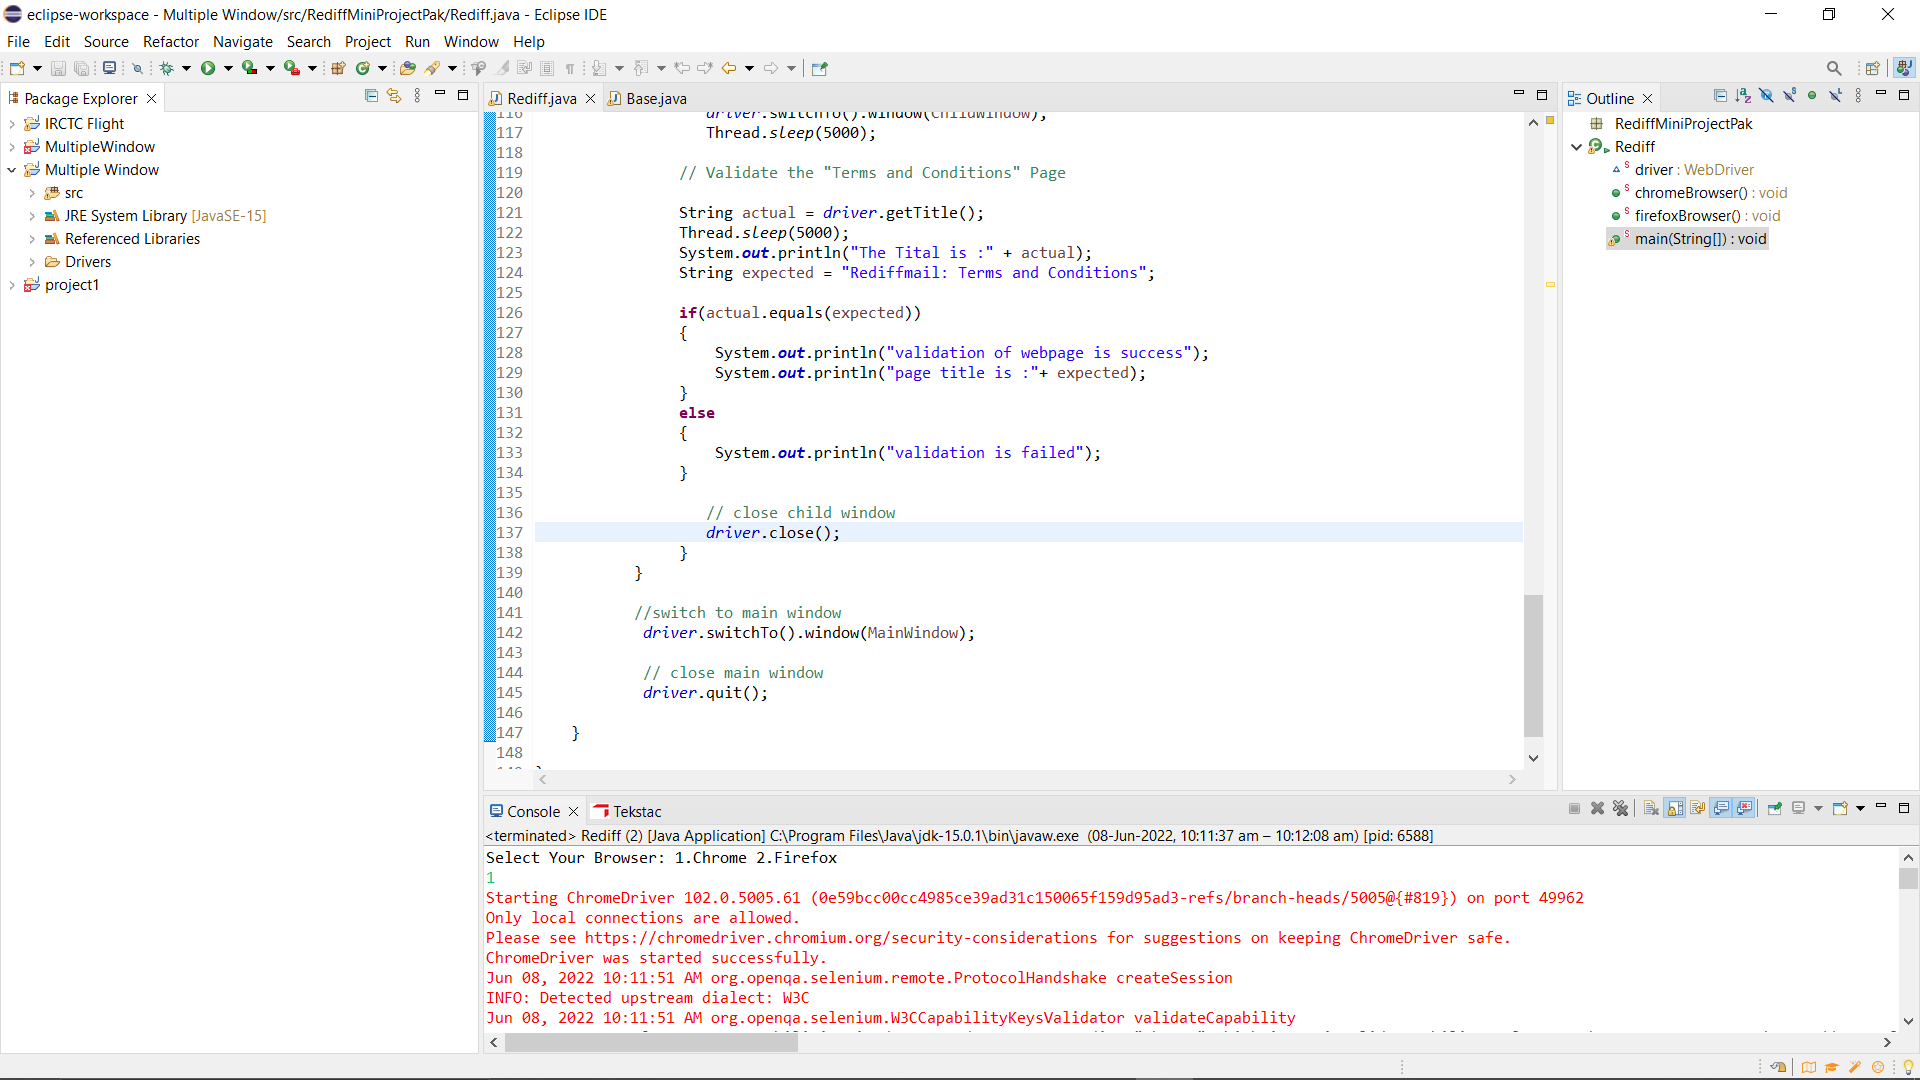 eclipse-workspace - Multiple Window/src/RediffMiniProjectPak/Rediff.java - Eclipse IDE
File Edit Source Refactor Navigate Search Project Run Window Help
Package Explorer
IRCTC Flight
MultipleWindow
Multiple Window
src
JRE System Library [JavaSE-15]
Referenced Libraries
Drivers
project1
Rediff.java Base.java
116 driver.switchTo().window(ChildWindow);
117 Thread.sleep(5000);
118
119 // Validate the "Terms and Conditions" Page
120
121 String actual = driver.getTitle();
122 Thread.sleep(5000);
123 System.out.println("The Tital is :" + actual);
124 String expected = "Rediffmail: Terms and Conditions";
125
126 if(actual.equals(expected))
127 {
128 System.out.println("validation of webpage is success");
129 System.out.println("page title is :"+ expected);
130 }
131 else
132 {
133 System.out.println("validation is failed");
134 }
135
136 // close child window
137 driver.close();
138 }
139 }
140
141 //switch to main window
142 driver.switchTo().window(MainWindow);
143
144 // close main window
145 driver.quit();
146
147 }
148
Outline
RediffMiniProjectPak
Rediff
driver : WebDriver
chromeBrowser() : void
firefoxBrowser() : void
main(String[]) : void
Console Tekstac
<terminated> Rediff (2) [Java Application] C:\Program Files\Java\jdk-15.0.1\bin\javaw.exe (08-Jun-2022, 10:11:37 am – 10:12:08 am) [pid: 6588]
Select Your Browser: 1.Chrome 2.Firefox
1
Starting ChromeDriver 102.0.5005.61 (0e59bcc00cc4985ce39ad31c150065f159d95ad3-refs/branch-heads/5005@{#819}) on port 49962
Only local connections are allowed.
Please see https://chromedriver.chromium.org/security-considerations for suggestions on keeping ChromeDriver safe.
ChromeDriver was started successfully.
Jun 08, 2022 10:11:51 AM org.openqa.selenium.remote.ProtocolHandshake createSession
INFO: Detected upstream dialect: W3C
Jun 08, 2022 10:11:51 AM org.openqa.selenium.W3CCapabilityKeysValidator validateCapability